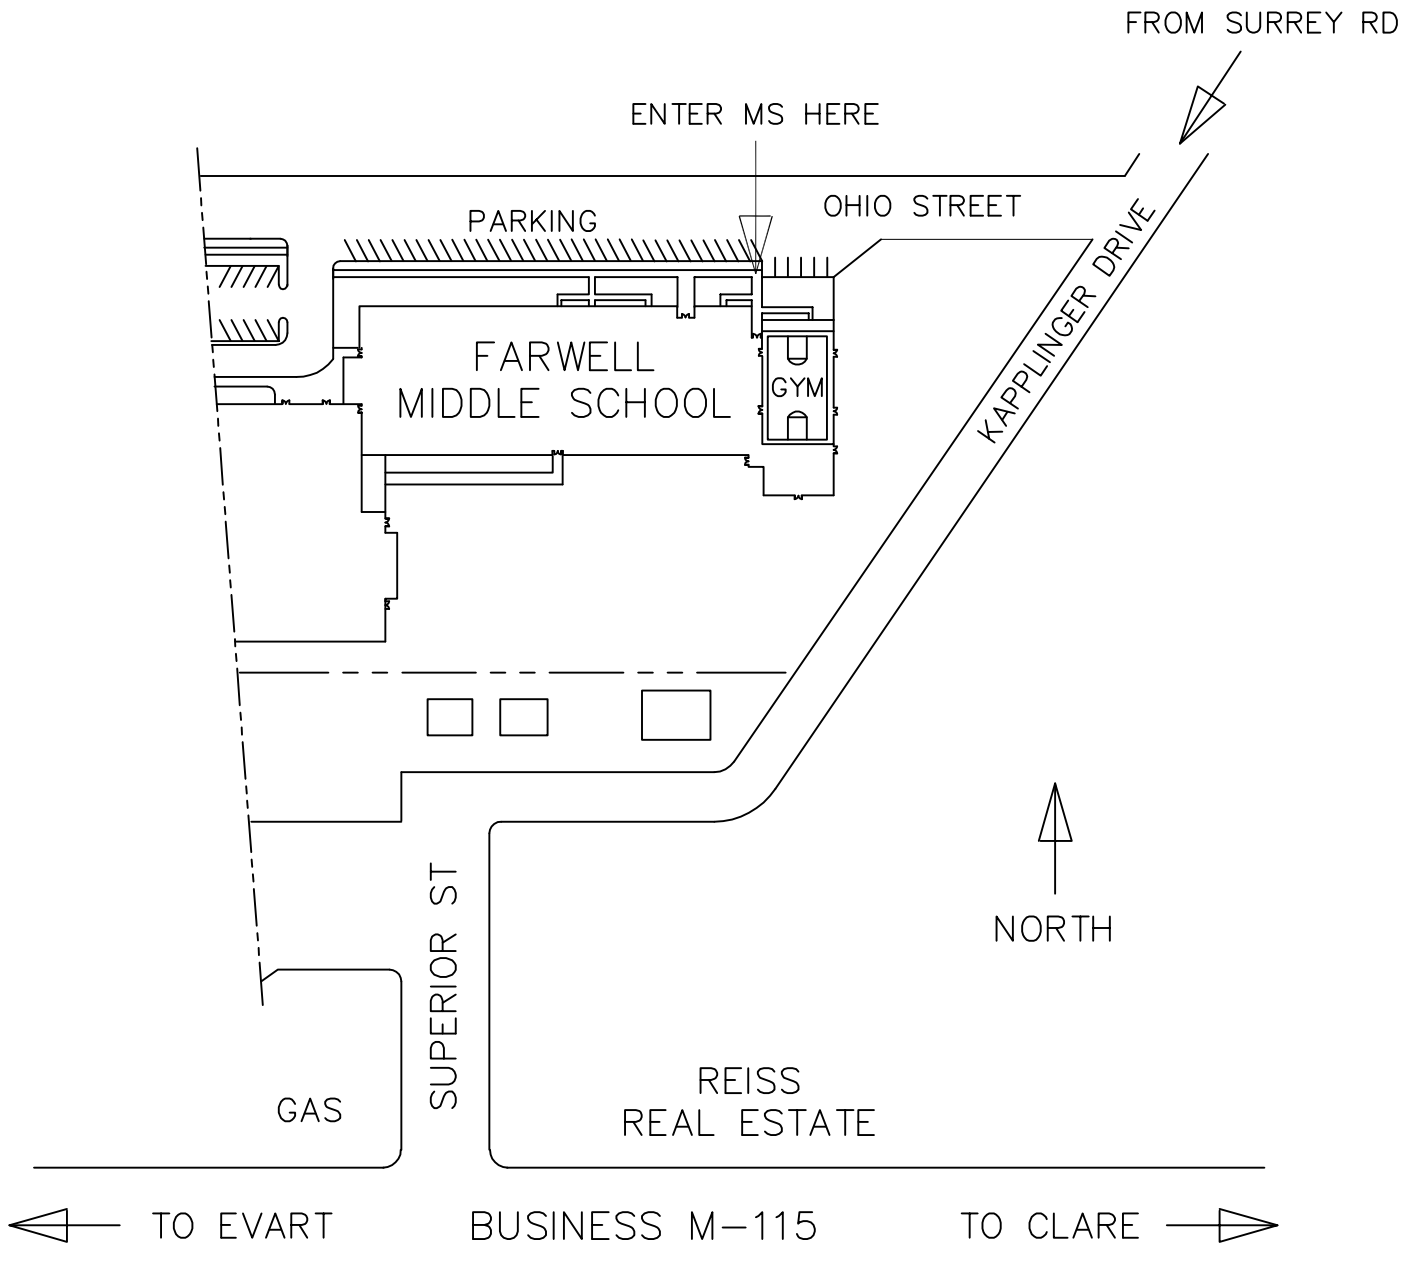 FROM SURREY RD
ENTER MS HERE
OHIO STREET
PARKING
KAPPLINGER DRIVE
FARWELL
MIDDLE SCHOOL
GYM
NORTH
SUPERIOR ST
GAS
REISS
REAL ESTATE
TO EVART
BUSINESS M-115
TO CLARE